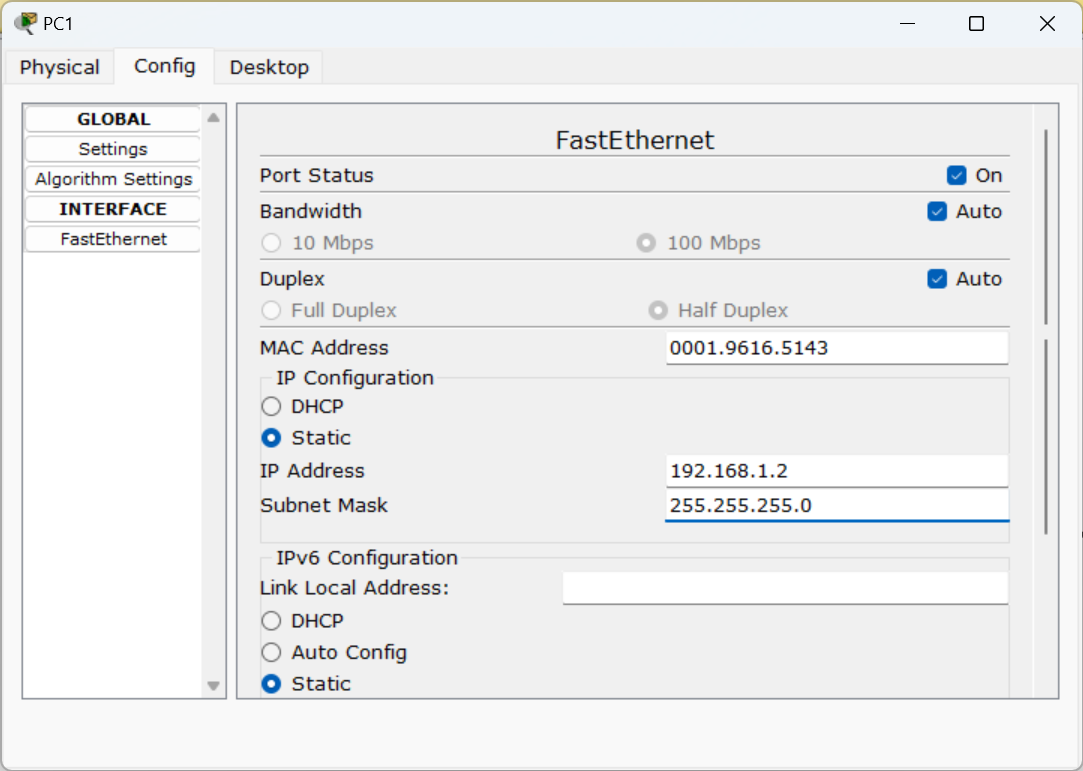 PC1
Physical Config Desktop
GLOBAL
Settings
Algorithm Settings
INTERFACE
FastEthernet
FastEthernet
Port Status On
Bandwidth Auto
10 Mbps 100 Mbps
Duplex Auto
Full Duplex Half Duplex
MAC Address 0001.9616.5143
IP Configuration
DHCP
Static
IP Address 192.168.1.2
Subnet Mask 255.255.255.0
IPv6 Configuration
Link Local Address:
DHCP
Auto Config
Static